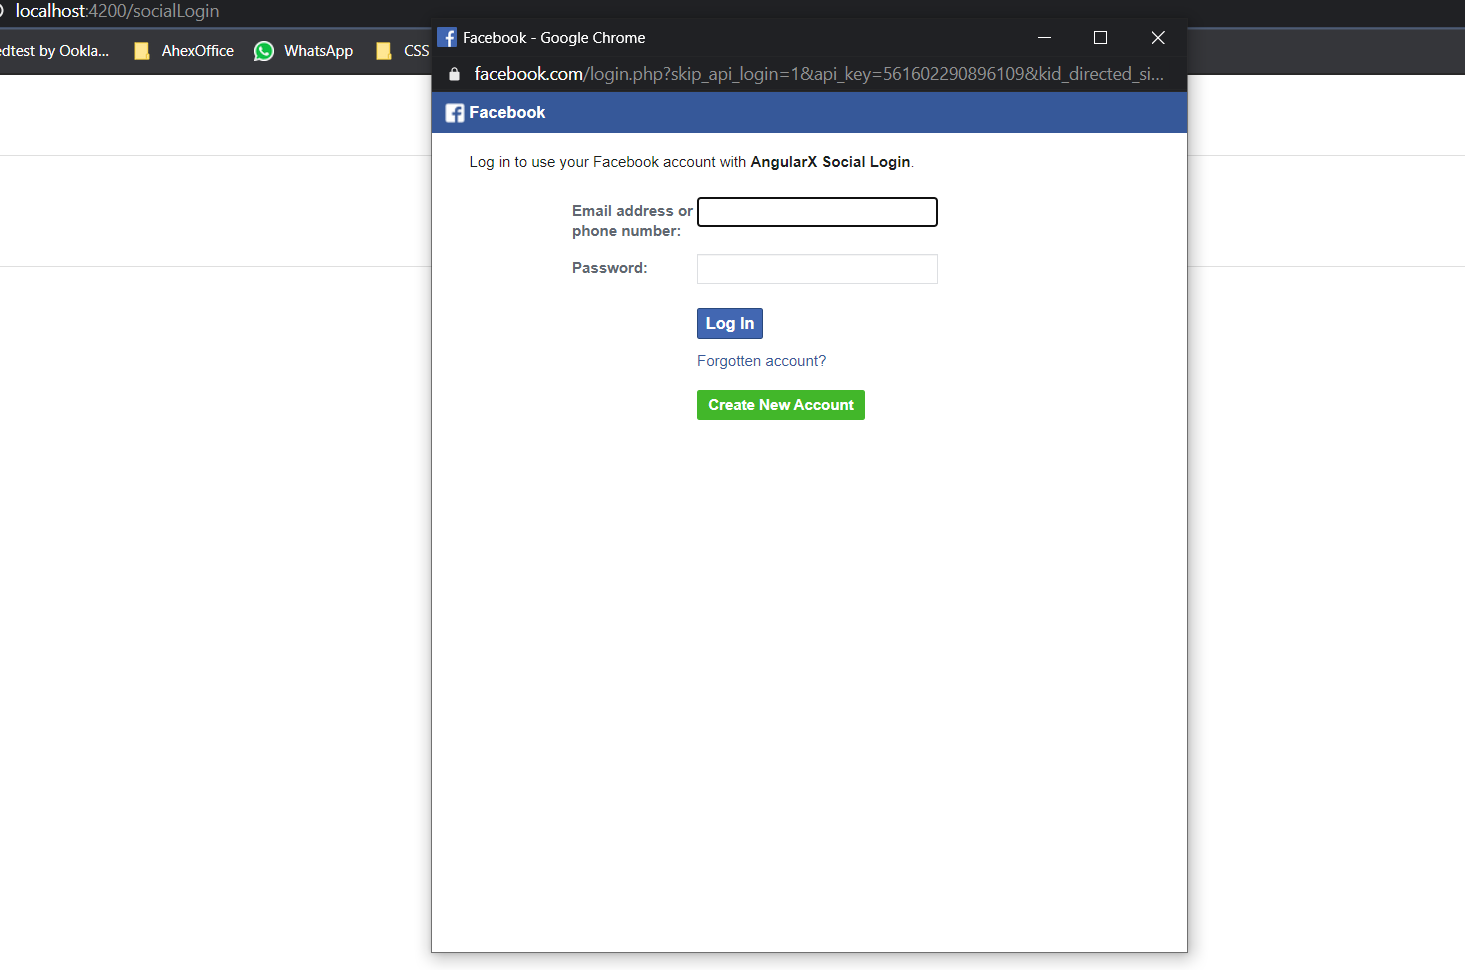 localhost:4200/socialLogin
edtest by Ookla...
AhexOffice
WhatsApp
CSS
Facebook - Google Chrome
facebook.com/login.php?skip_api_login=1&api_key=561602290896109&kid_directed_si...
Facebook
Log in to use your Facebook account with AngularX Social Login.
Email address or
phone number:
Password:
Log In
Forgotten account?
Create New Account